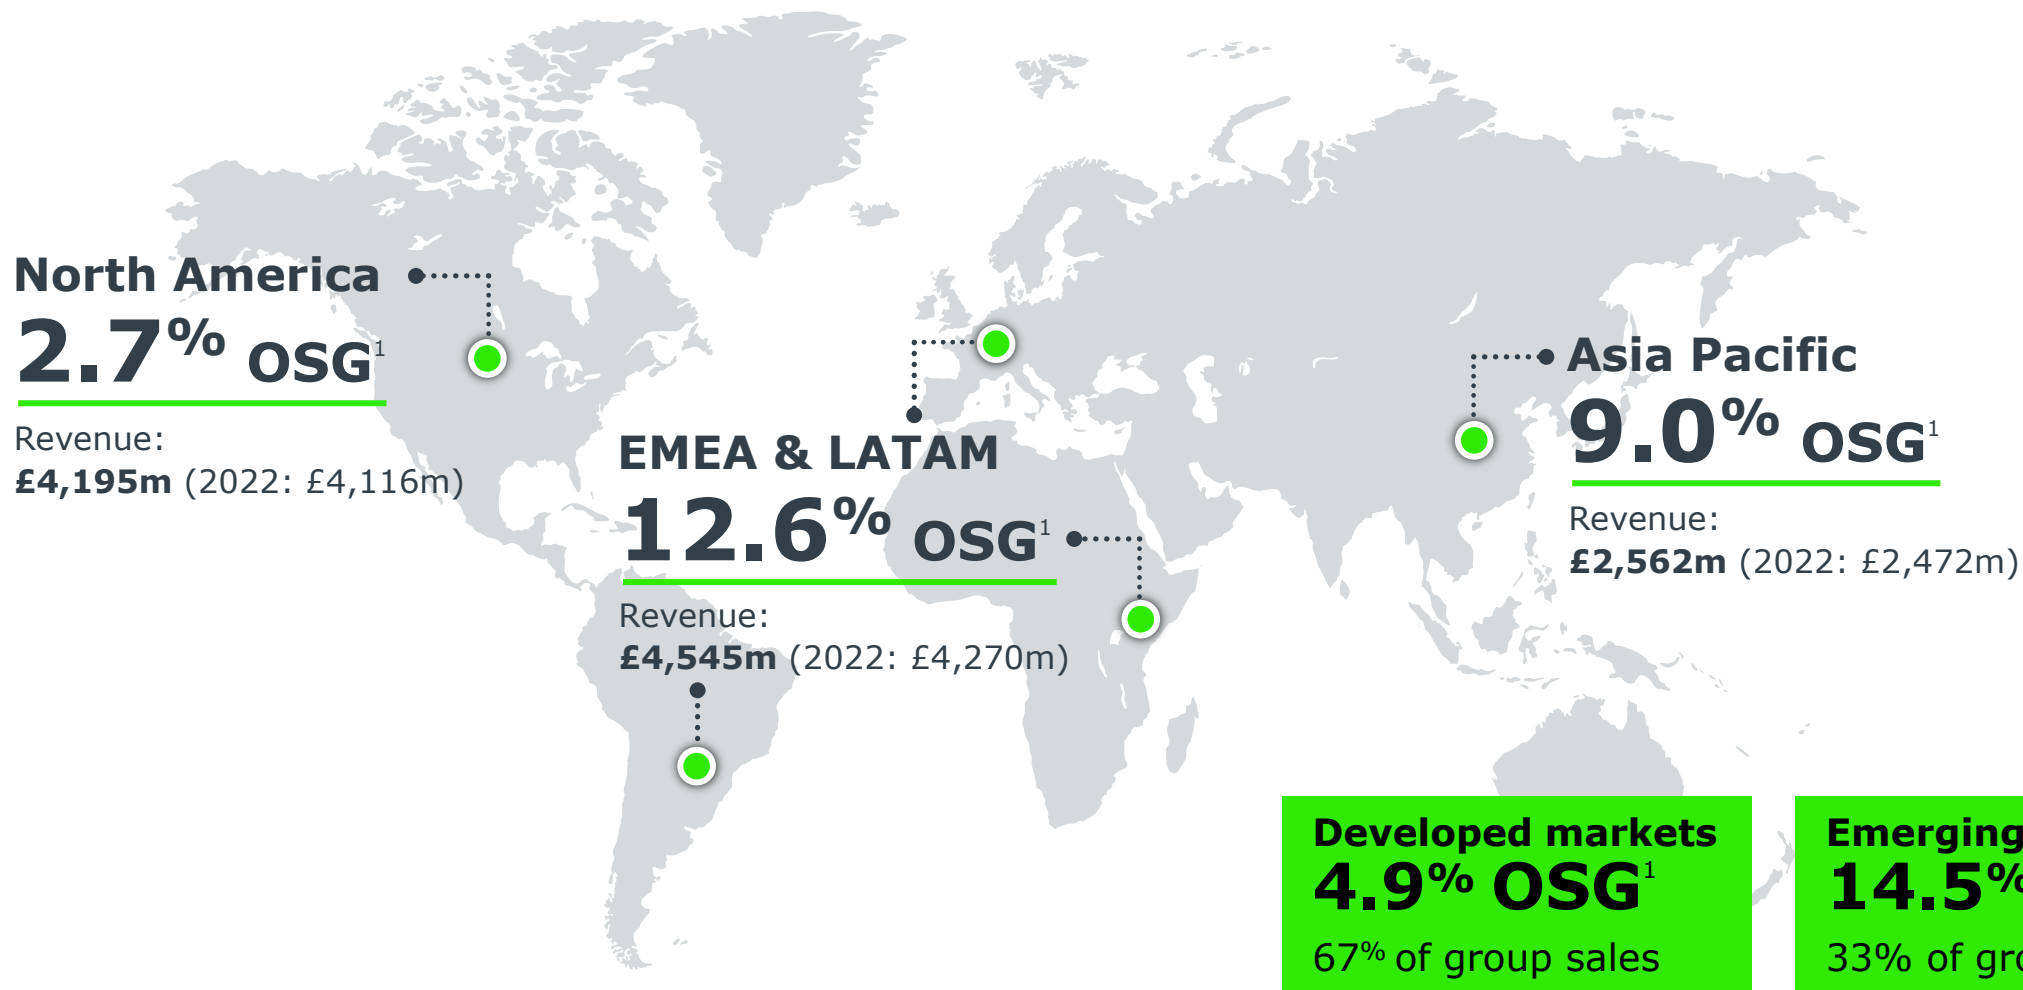 North America
2.7% OSG1
Revenue:
£4,195m (2022: £4,116m)
EMEA & LATAM
12.6% OSG1
Revenue:
£4,545m (2022: £4,270m)
Asia Pacific
9.0% OSG1
Revenue:
£2,562m (2022: £2,472m)
Developed markets
4.9% OSG1
67% of group sales
Emerging
14.5%
33% of